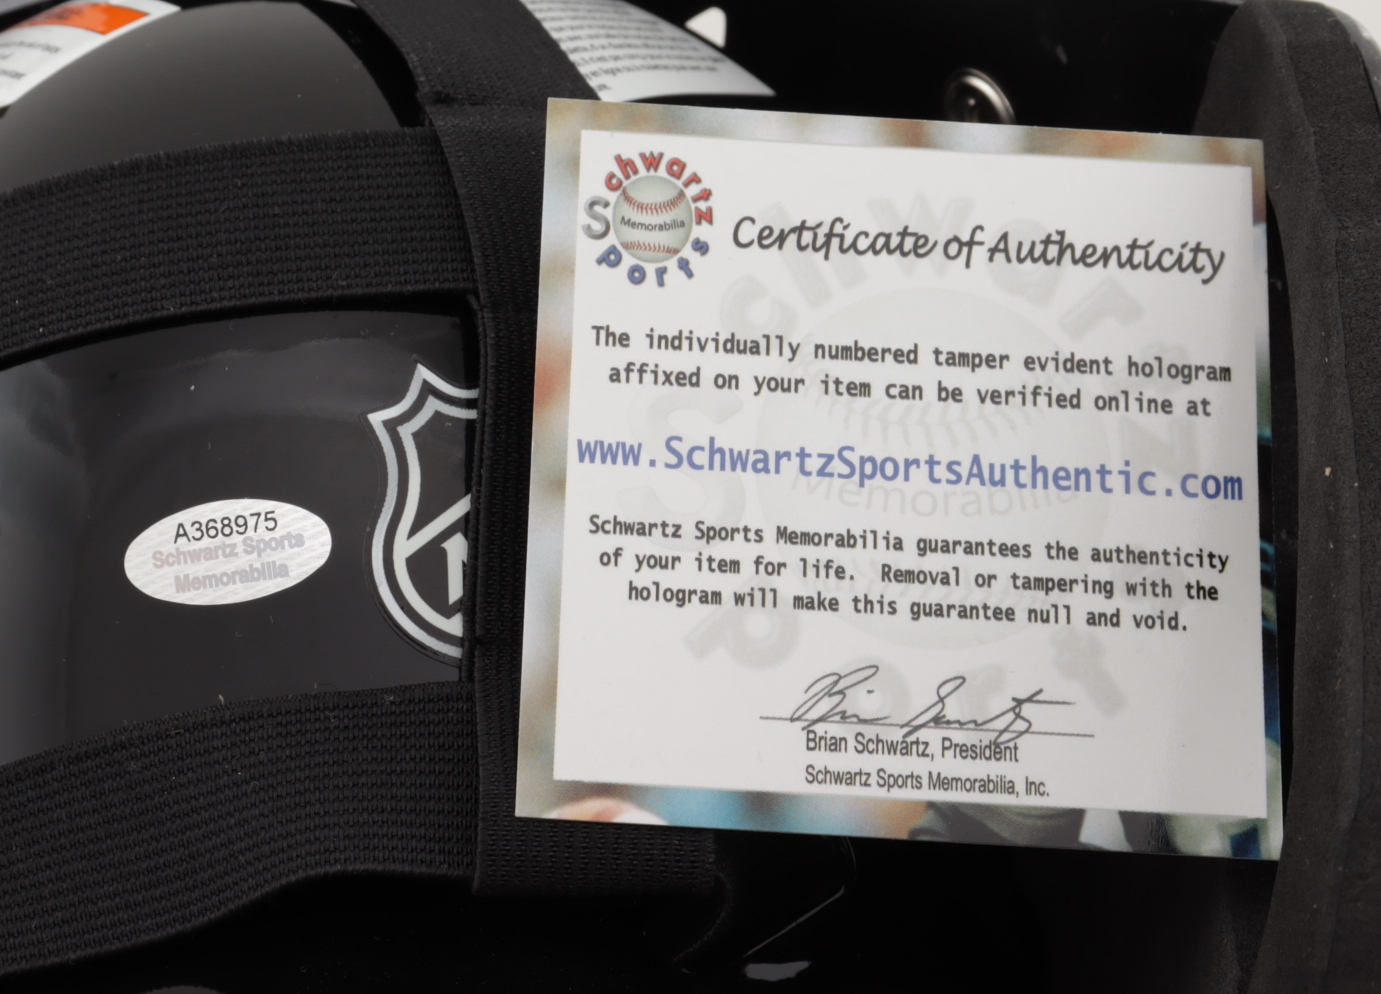 Schwartz
Sports
Memorabilia
Certificate of Authenticity
The individually numbered tamper evident hologram
affixed on your item can be verified online at
www.SchwartzSportsAuthentic.com
Schwartz Sports Memorabilia guarantees the authenticity
of your item for life. Removal or tampering with the
hologram will make this guarantee null and void.
Brian Schwartz, President
Schwartz Sports Memorabilia, Inc.
A368975
Schwartz Sports
Memorabilia